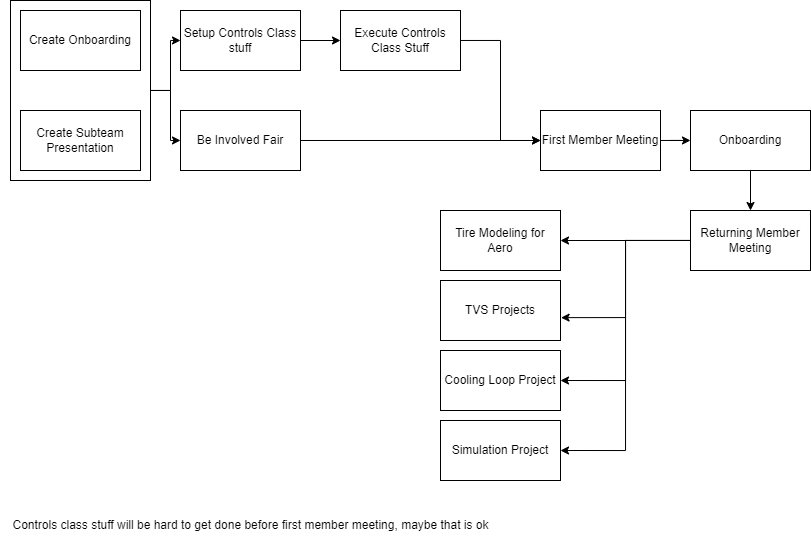 Create Onboarding
Setup Controls Class
stuff
Execute Controls
Class Stuff
Create Subteam
Presentation
Be Involved Fair
First Member Meeting
Onboarding
Tire Modeling for
Aero
Returning Member
Meeting
TVS Projects
Cooling Loop Project
Simulation Project
Controls class stuff will be hard to get done before first member meeting, maybe that is ok